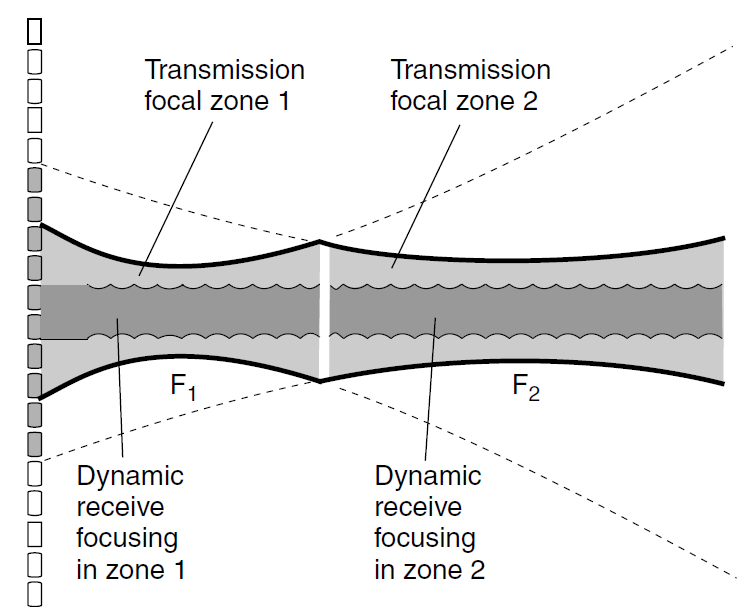 Transmission
focal zone 1
Transmission
focal zone 2
F1
F2
Dynamic
receive
focusing
in zone 1
Dynamic
receive
focusing
in zone 2